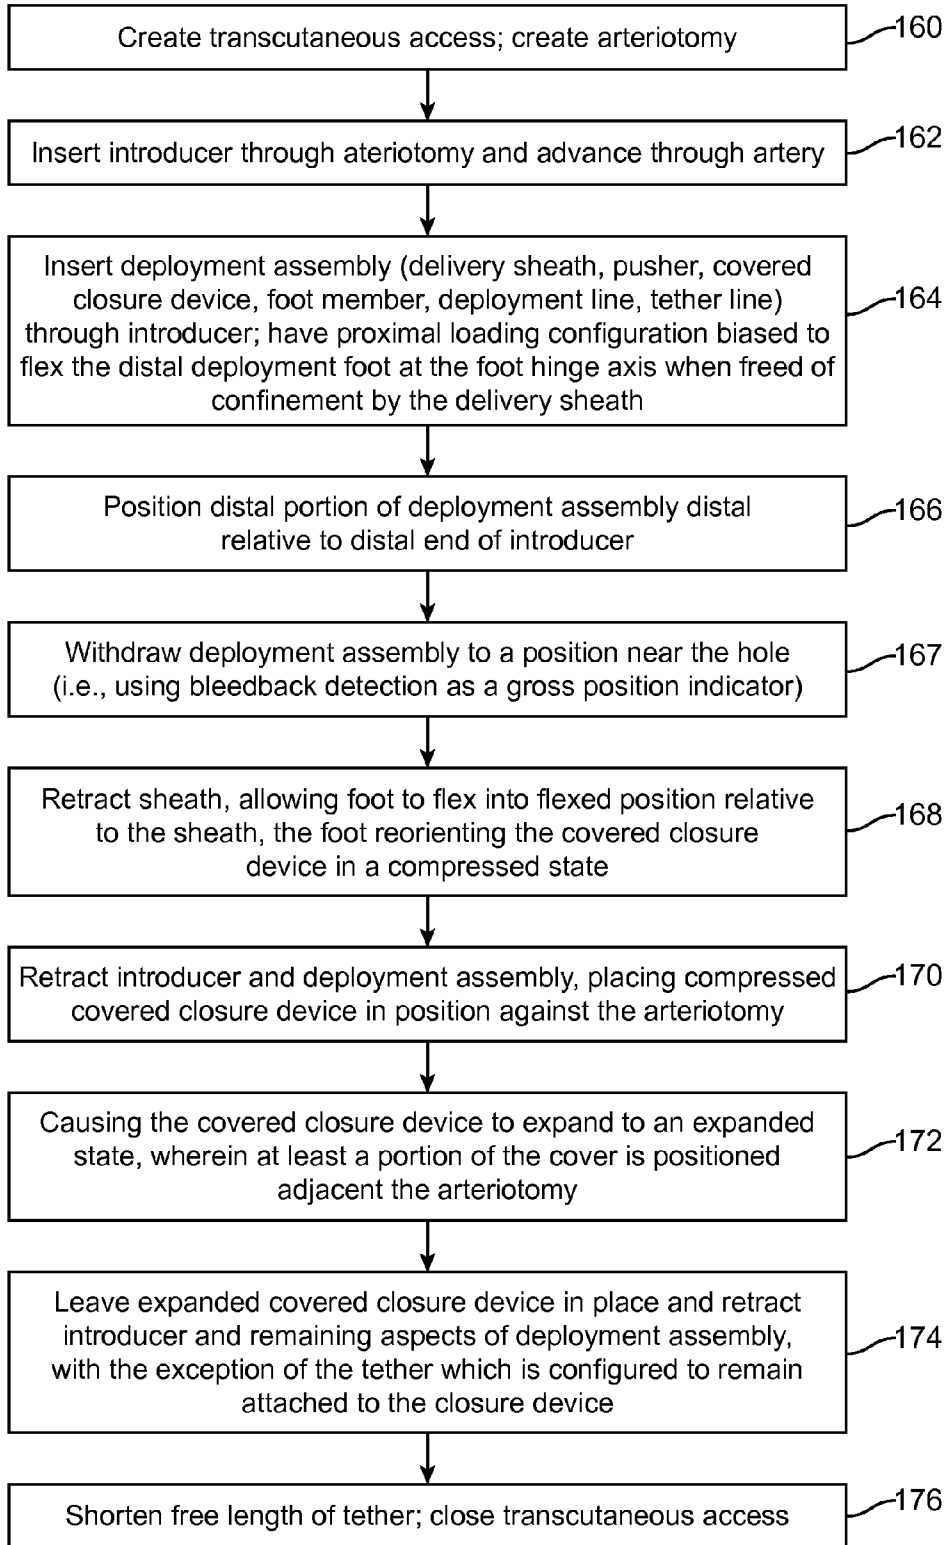 Create transcutaneous access; create arteriotomy
160
Insert introducer through ateriotomy and advance through artery
162
Insert deployment assembly (delivery sheath, pusher, covered
closure device, foot member, deployment line, tether line)
through introducer; have proximal loading configuration biased to
flex the distal deployment foot at the foot hinge axis when freed of
confinement by the delivery sheath
164
Position distal portion of deployment assembly distal
relative to distal end of introducer
166
Withdraw deployment assembly to a position near the hole
(i.e., using bleedback detection as a gross position indicator)
167
Retract sheath, allowing foot to flex into flexed position relative
to the sheath, the foot reorienting the covered closure
device in a compressed state
168
Retract introducer and deployment assembly, placing compressed
covered closure device in position against the arteriotomy
170
Causing the covered closure device to expand to an expanded
state, wherein at least a portion of the cover is positioned
adjacent the arteriotomy
172
Leave expanded covered closure device in place and retract
introducer and remaining aspects of deployment assembly,
with the exception of the tether which is configured to remain
attached to the closure device
174
Shorten free length of tether; close transcutaneous access
176